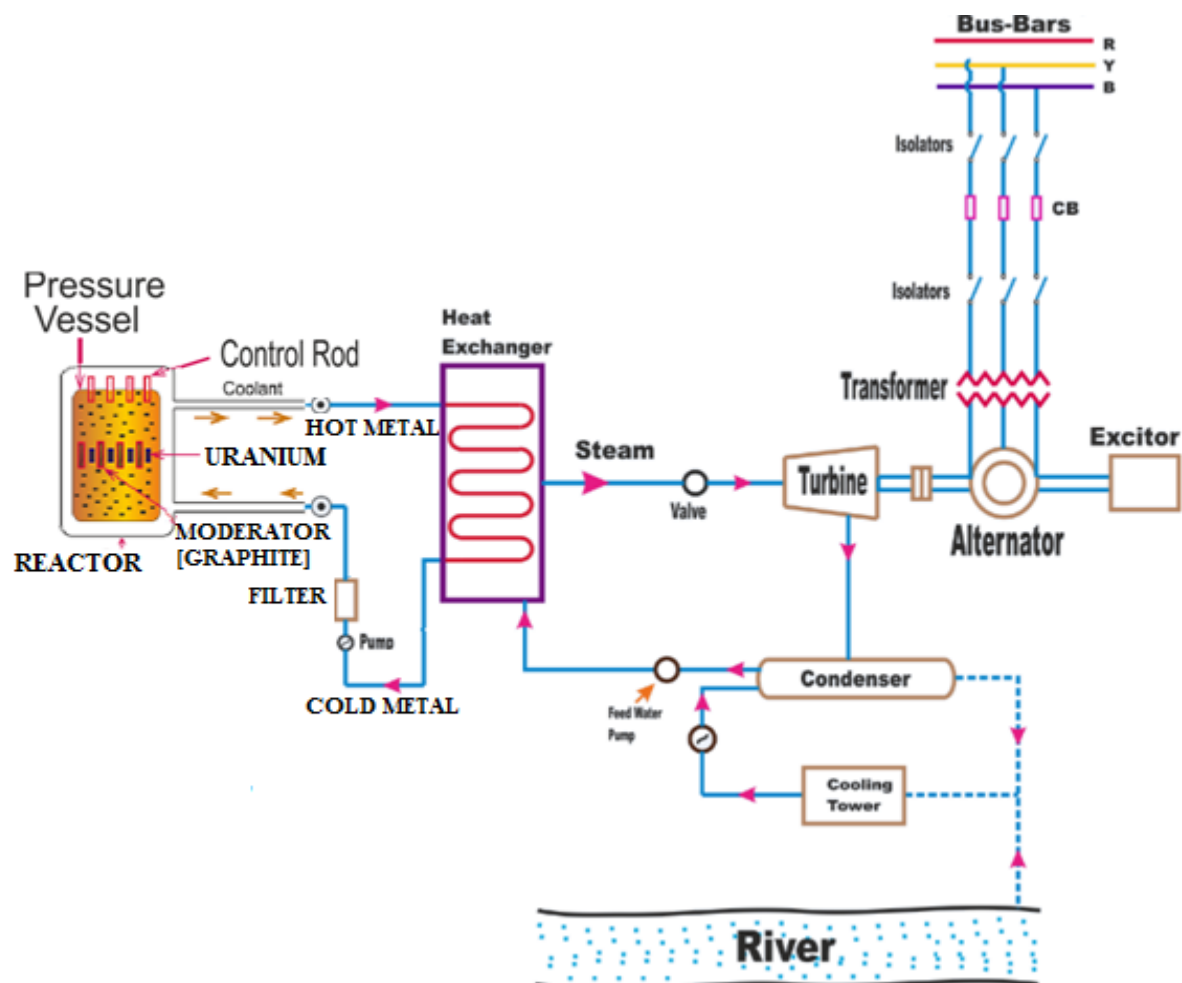 Bus-Bars
R
Y
B
Isolators
CB
Isolators
Pressure
Vessel
Control Rod
Coolant
HOT METAL
URANIUM
MODERATOR
[GRAPHITE]
REACTOR
FILTER
Pump
COLD METAL
Heat
Exchanger
Steam
Valve
Turbine
Transformer
Alternator
Excitor
Condenser
Feed Water
Pump
Cooling
Tower
River